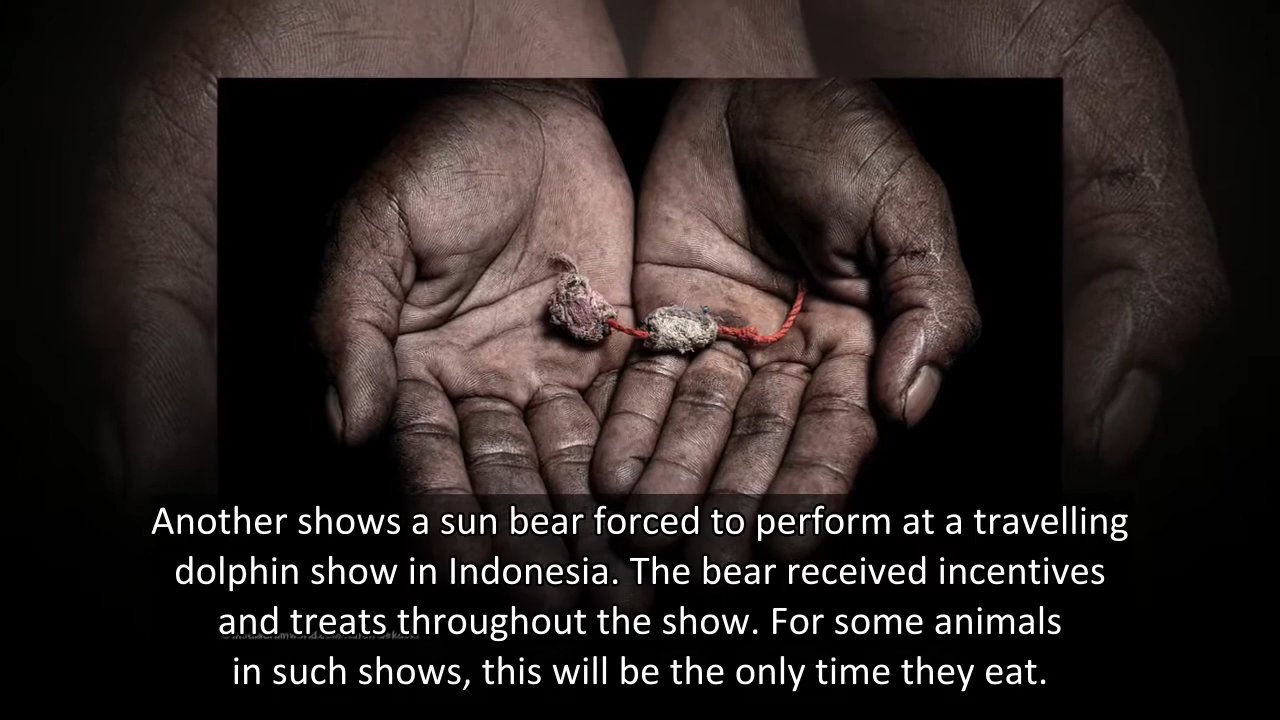 Another shows a sun bear forced to perform at a travelling
dolphin show in Indonesia. The bear received incentives
and treats throughout the show. For some animals
in such shows, this will be the only time they eat.